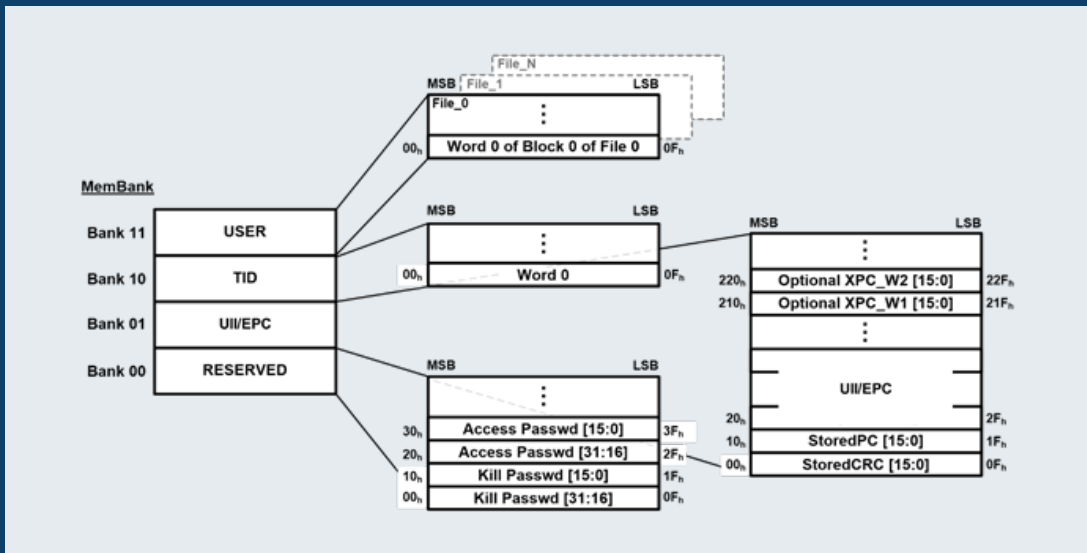 File_N
MSB File_1 LSB
File_0
⋮
00h Word 0 of Block 0 of File 0 0Fh
MemBank
Bank 11 USER
Bank 10 TID
Bank 01 UII/EPC
Bank 00 RESERVED
MSB LSB
⋮
00h Word 0 0Fh
MSB LSB
⋮
30h Access Passwd [15:0] 3Fh
20h Access Passwd [31:16] 2Fh
10h Kill Passwd [15:0] 1Fh
00h Kill Passwd [31:16] 0Fh
MSB LSB
⋮
220h Optional XPC_W2 [15:0] 22Fh
210h Optional XPC_W1 [15:0] 21Fh
⋮
UII/EPC
20h 2Fh
10h StoredPC [15:0] 1Fh
00h StoredCRC [15:0] 0Fh